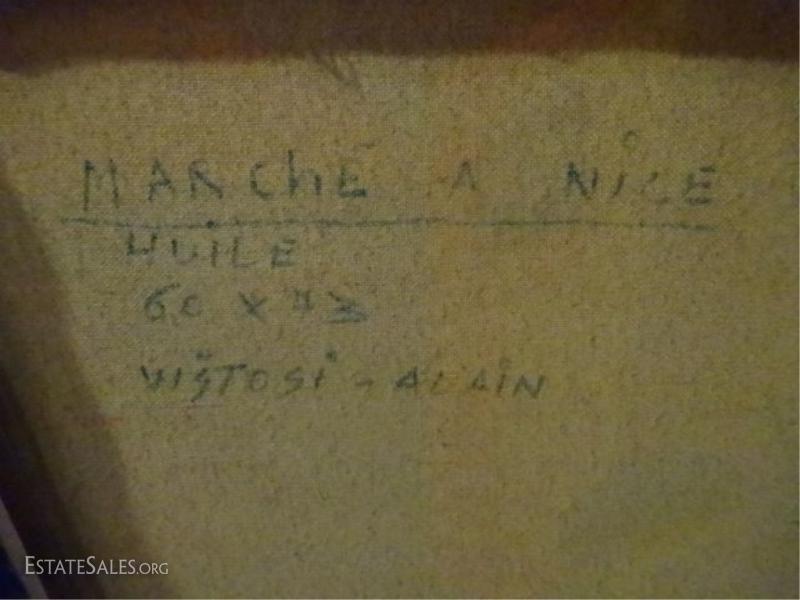 MARChE A NiCE
HUILE
60 x 73
ViSTOSi - ALAiN
ESTATESALES.ORG